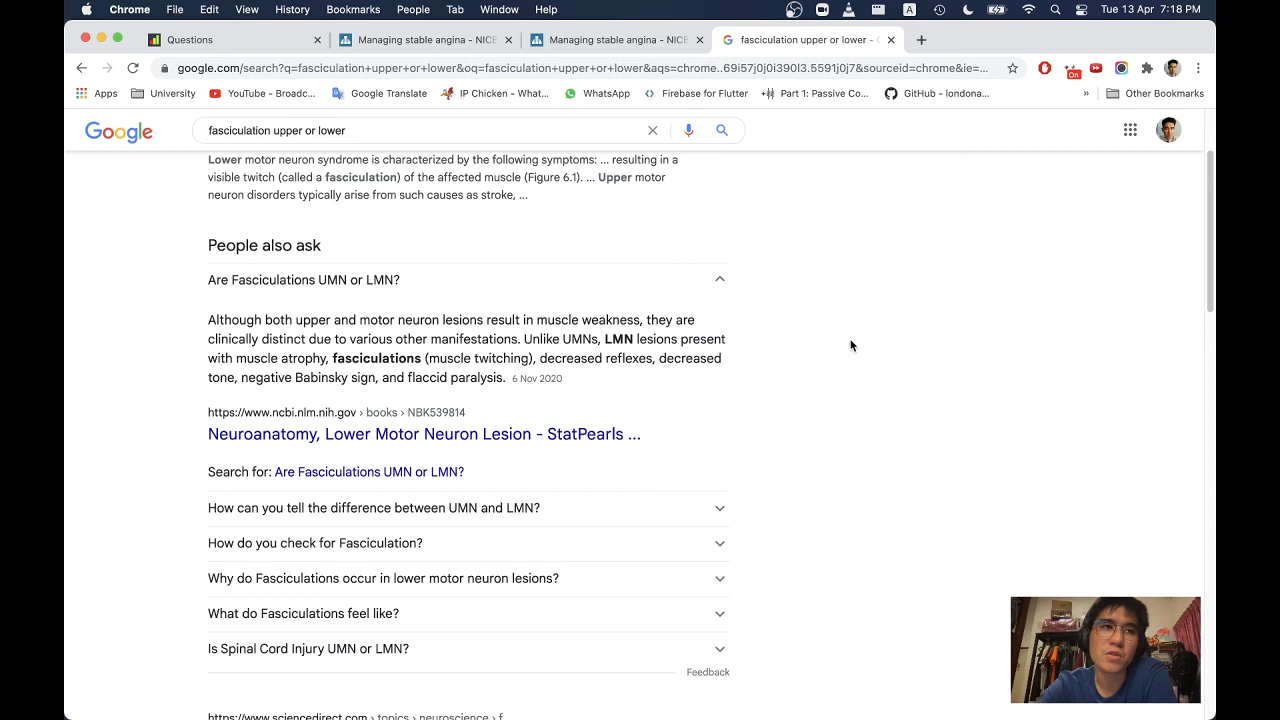 Chrome File Edit View History Bookmarks People Tab Window Help A Tue 13 Apr 7:18 PM
Questions Managing stable angina - NICE Managing stable angina - NICE fasciculation upper or lower -
google.com/search?q=fasciculation+upper+or+lower&oq=fasciculation+upper+or+lower&aqs=chrome..69i57j0j0i390l3.5591j0j7&sourceid=chrome&ie=... On
Apps University YouTube - Broadc... Google Translate IP Chicken - What... WhatsApp Firebase for Flutter Part 1: Passive Co... GitHub - londona... » Other Bookmarks
Google fasciculation upper or lower
Lower motor neuron syndrome is characterized by the following symptoms: ... resulting in a
visible twitch (called a fasciculation) of the affected muscle (Figure 6.1). ... Upper motor
neuron disorders typically arise from such causes as stroke, ...
People also ask
Are Fasciculations UMN or LMN?
Although both upper and motor neuron lesions result in muscle weakness, they are
clinically distinct due to various other manifestations. Unlike UMNs, LMN lesions present
with muscle atrophy, fasciculations (muscle twitching), decreased reflexes, decreased
tone, negative Babinsky sign, and flaccid paralysis. 6 Nov 2020
https://www.ncbi.nlm.nih.gov › books › NBK539814
Neuroanatomy, Lower Motor Neuron Lesion - StatPearls ...
Search for: Are Fasciculations UMN or LMN?
How can you tell the difference between UMN and LMN?
How do you check for Fasciculation?
Why do Fasciculations occur in lower motor neuron lesions?
What do Fasciculations feel like?
Is Spinal Cord Injury UMN or LMN?
Feedback
https://www.sciencedirect.com › topics › neuroscience › f